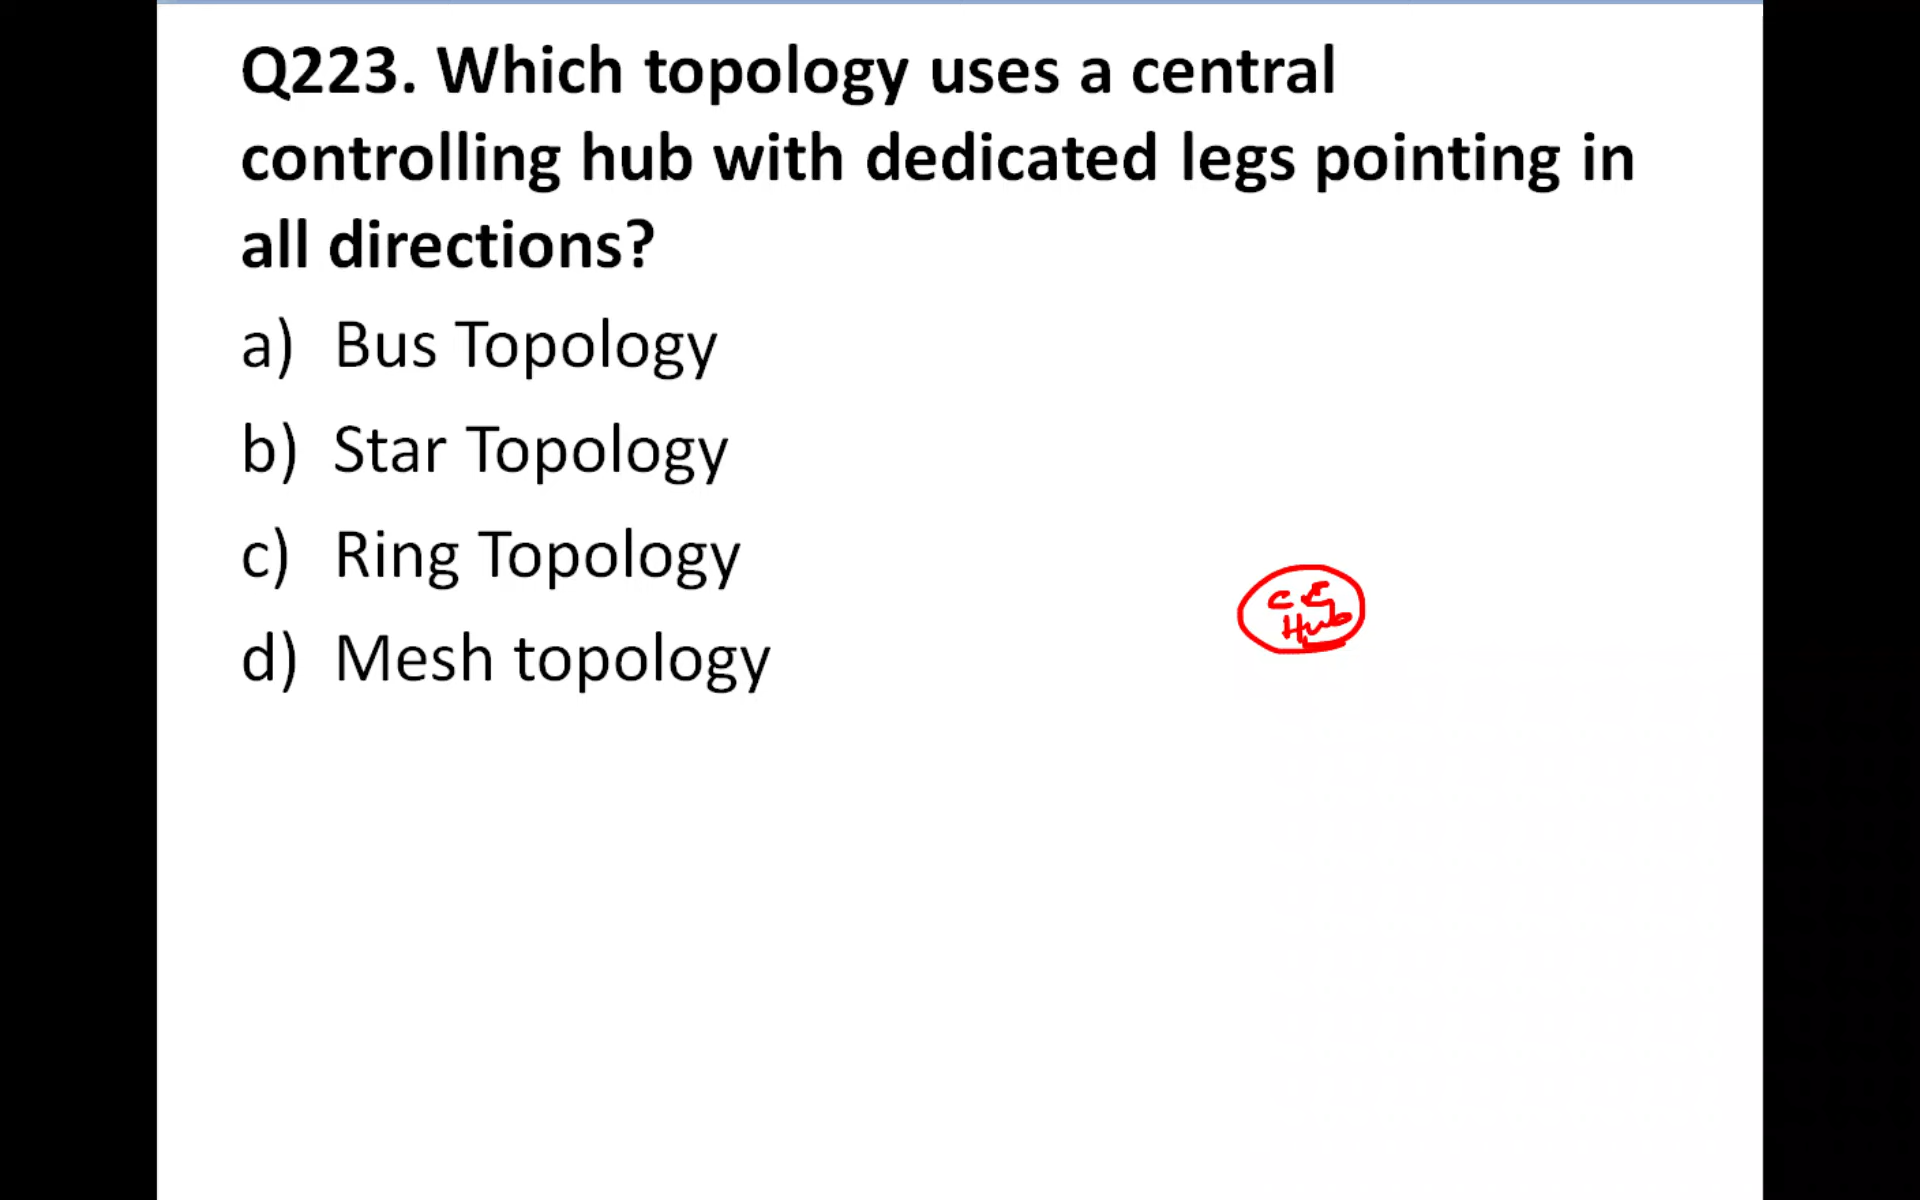 Q223. Which topology uses a central
controlling hub with dedicated legs pointing in
all directions?
a) Bus Topology
b) Star Topology
c) Ring Topology
d) Mesh topology
Hub